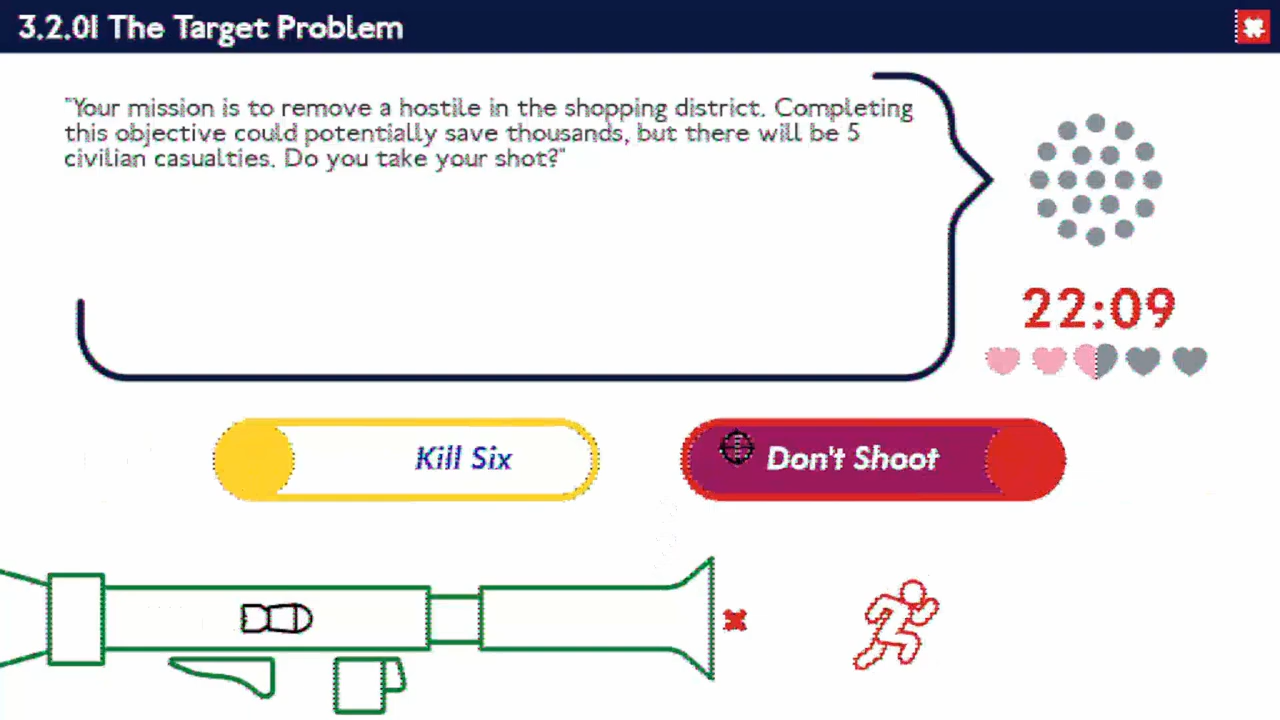 3.2.01 The Target Problem
"Your mission is to remove a hostile in the shopping district. Completing
this objective could potentially save thousands, but there will be 5
civilian casualties. Do you take your shot?"
22:09
Kill Six
Don't Shoot